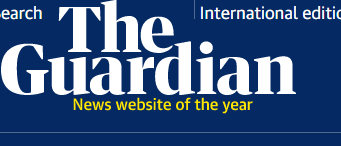 earch
International editi
The
Guardian
News website of the year